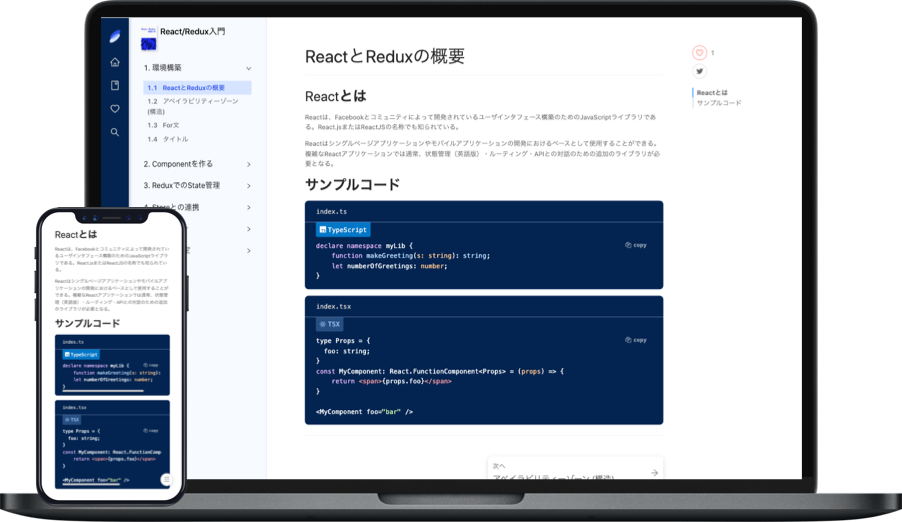 React/Redux入門
1. 環境構築
1.1 ReactとReduxの概要
1.2 アベイラビリティーゾーン
(構造)
1.3 For文
1.4 タイトル
2. Componentを作る
3. ReduxでのState管理
4. Storeとの連携
ReactとReduxの概要
Reactとは
Reactは、Facebookとコミュニティによって開発されているユーザインタフェース構築のためのJavaScriptライブラリであ
る。React.jsまたはReactJSの名称でも知られている。
Reactはシングルページアプリケーションやモバイルアプリケーションの開発におけるベースとして使用することができる。
複雑なReactアプリケーションでは通常、状態管理（英語版）・ルーティング・APIとの対話のための追加のライブラリが必
要となる。
サンプルコード
index.ts
TypeScript
copy
declare namespace myLib {
function makeGreeting(s: string): string;
let numberOfGreetings: number;
}
index.tsx
TSX
copy
type Props = {
foo: string;
}
const MyComponent: React.FunctionComponent<Props> = (props) => {
return <span>{props.foo}</span>
}
<MyComponent foo="bar" />
次へ
アベイラビリティーゾーン (構造)
1
Reactとは
サンプルコード
Reactとは
Reactは、Facebookとコミュニティによって開発されてい
るユーザインタフェース構築のためのJavaScriptライブラ
リである。React.jsまたはReactJSの名称でも知られてい
る。
Reactはシングルページアプリケーションやモバイルアプ
リケーションの開発におけるベースとして使用することが
できる。複雑なReactアプリケーションでは通常、状態管
理（英語版）・ルーティング・APIとの対話のための追加
のライブラリが必要となる。
サンプルコード
index.ts
TypeScript
copy
declare namespace myLib {
function makeGreeting(s: string):
let numberOfGreetings: number;
}
index.tsx
TSX
copy
type Props = {
foo: string;
}
const MyComponent: React.FunctionComp
return <span>{props.foo}</span>
}
<MyComponent foo="bar" />